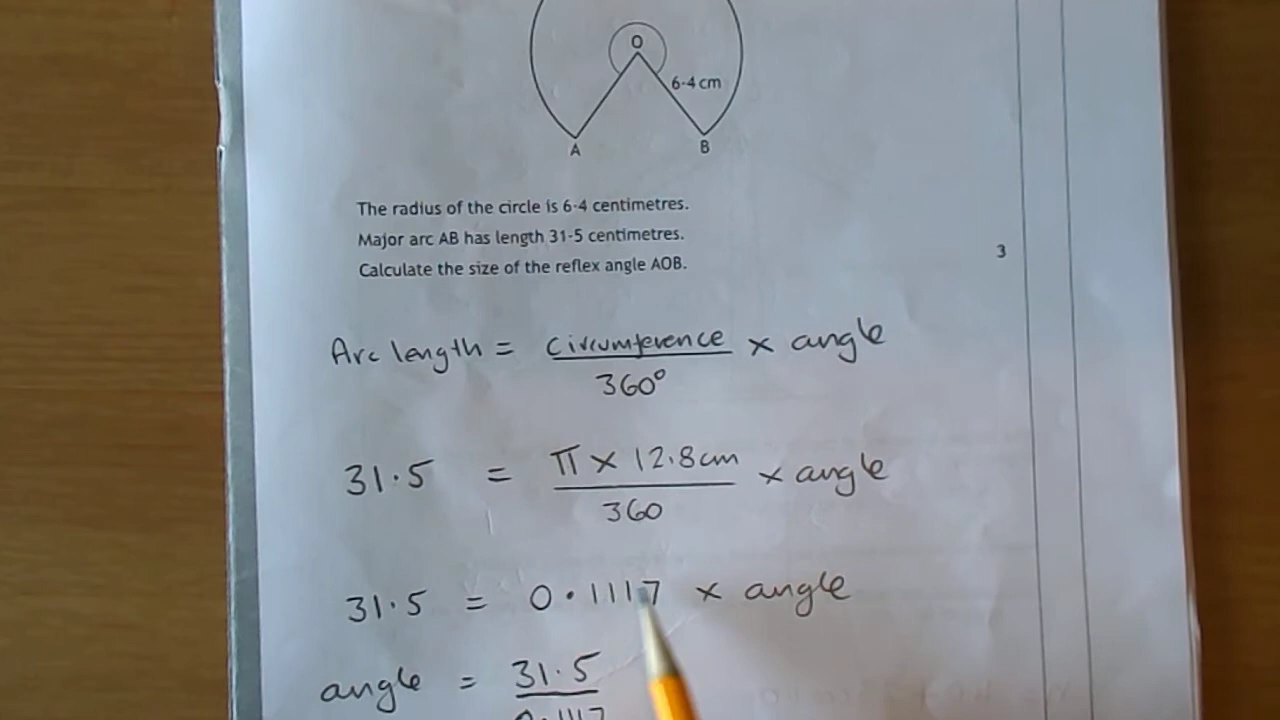 O
6·4 cm
A B
The radius of the circle is 6·4 centimetres.
Major arc AB has length 31·5 centimetres.
Calculate the size of the reflex angle AOB.
3
Arc length = circumference / 360° × angle
31.5 = π × 12.8cm / 360 × angle
31.5 = 0.1117 × angle
angle = 31.5 / 0.1117